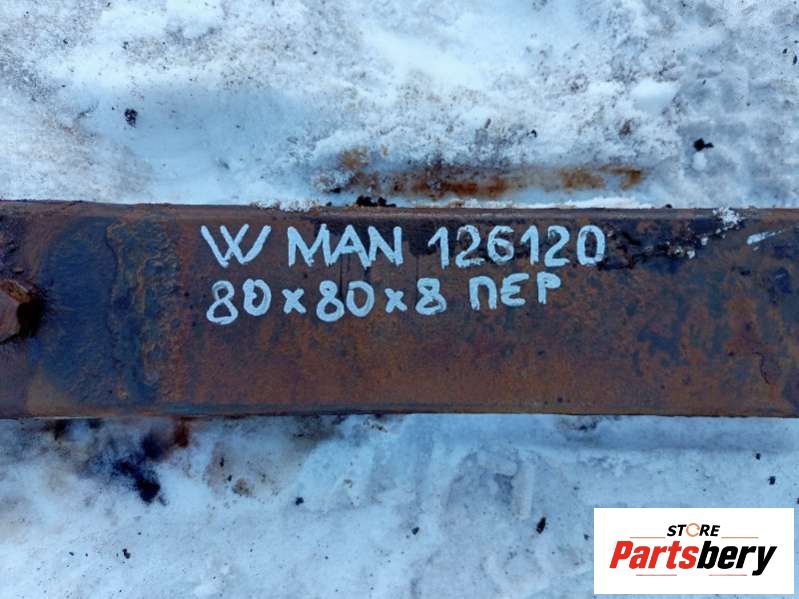 W MAN 126120
80x80x8 ПЕР
STORE
Partsbery